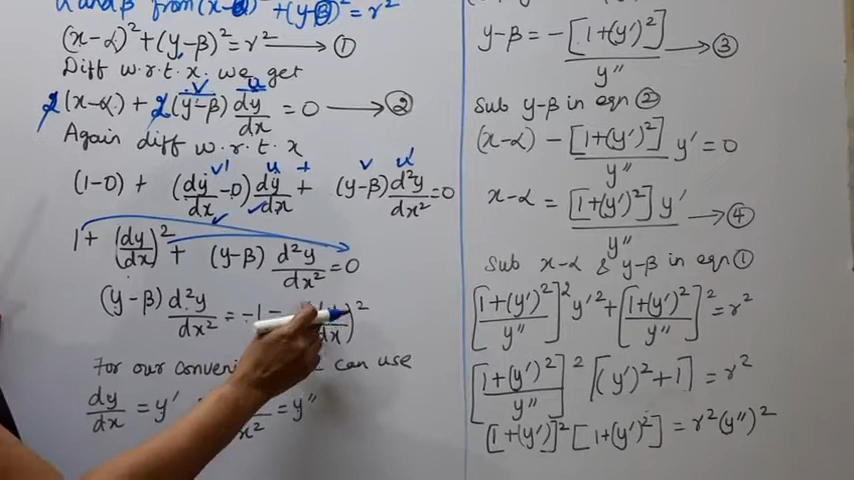 α and β from (x-α)² + (y-β)² = r²
(x-α)² + (y-β)² = r² → ①
Diff w.r.t. x. we get
2(x-α) + 2(y-β) dy/dx = 0 → ②
v u
Again diff w.r.t x
v' u + v u'
(1-0) + (dy/dx - 0) dy/dx + (y-β) d²y/dx² = 0
1 + (dy/dx)² + (y-β) d²y/dx² = 0
(y-β) d²y/dx² = -1 - )²
For our can use
dy/dx = y' = y"
y-β = -[1+(y')²]/y" → ③
Sub y-β in eqn ②
(x-α) - [1+(y')²]/y" y' = 0
x-α = [1+(y')²] y'/y" → ④
Sub x-α & y-β in eqn ①
[1+(y')²/y"]² y'² + [1+(y')²/y"]² = r²
[1+(y')²/y"]² [(y')²+1] = r²
[1+(y')]² [1+(y')²] = r²(y")²